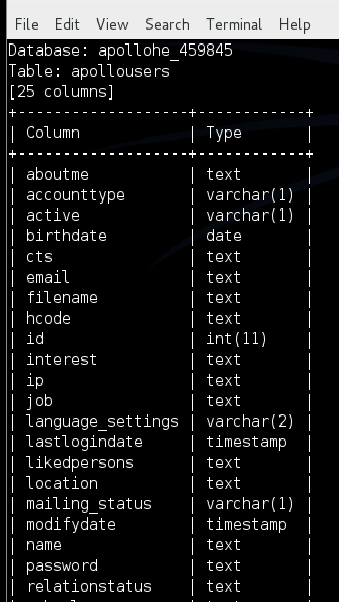 File Edit View Search Terminal Help
Database: apollohe_459845
Table: apollousers
[25 columns]
+-------------------+------------+
| Column | Type |
+-------------------+------------+
| aboutme | text |
| accounttype | varchar(1) |
| active | varchar(1) |
| birthdate | date |
| cts | text |
| email | text |
| filename | text |
| hcode | text |
| id | int(11) |
| interest | text |
| ip | text |
| job | text |
| language_settings | varchar(2) |
| lastlogindate | timestamp |
| likedpersons | text |
| location | text |
| mailing_status | varchar(1) |
| modifydate | timestamp |
| name | text |
| password | text |
| relationstatus | text |